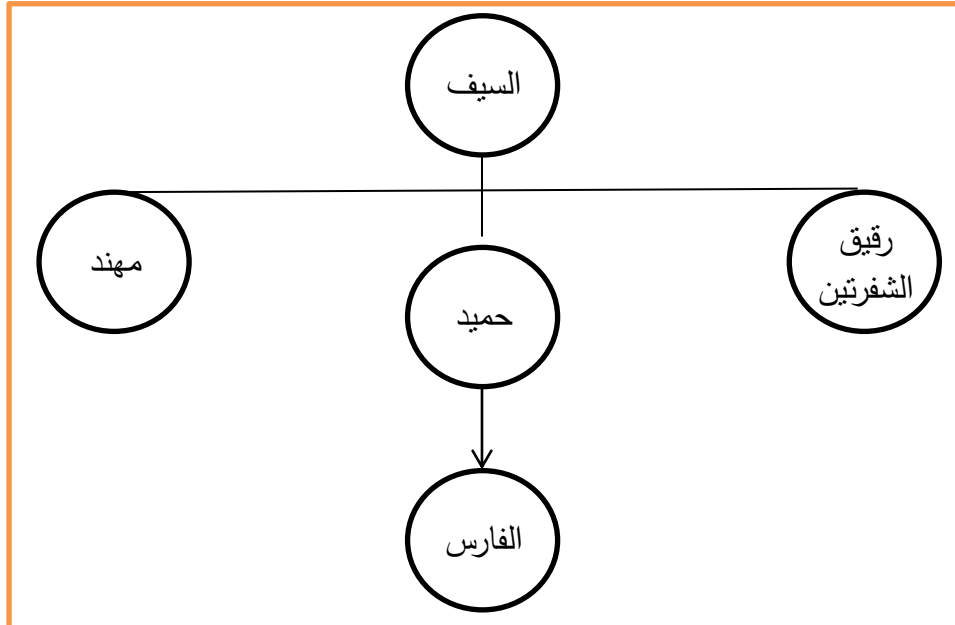 السيف
رقيق
الشفرتين
حميد
مهند
الفارس